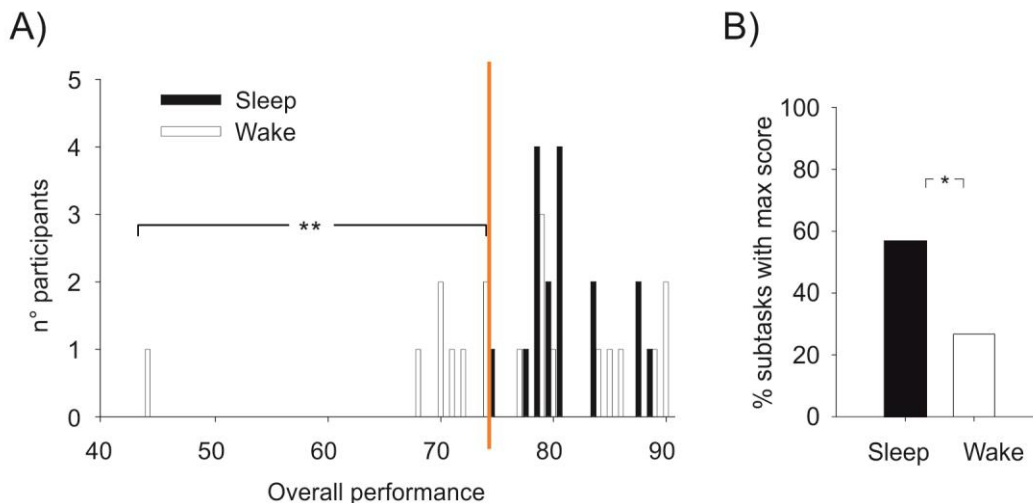 A)
5
4
3
2
1
0
n° participants
Sleep
Wake
**
40
50
60
70
80
90
Overall performance
B)
100
80
60
40
20
0
% subtasks with max score
*
Sleep
Wake